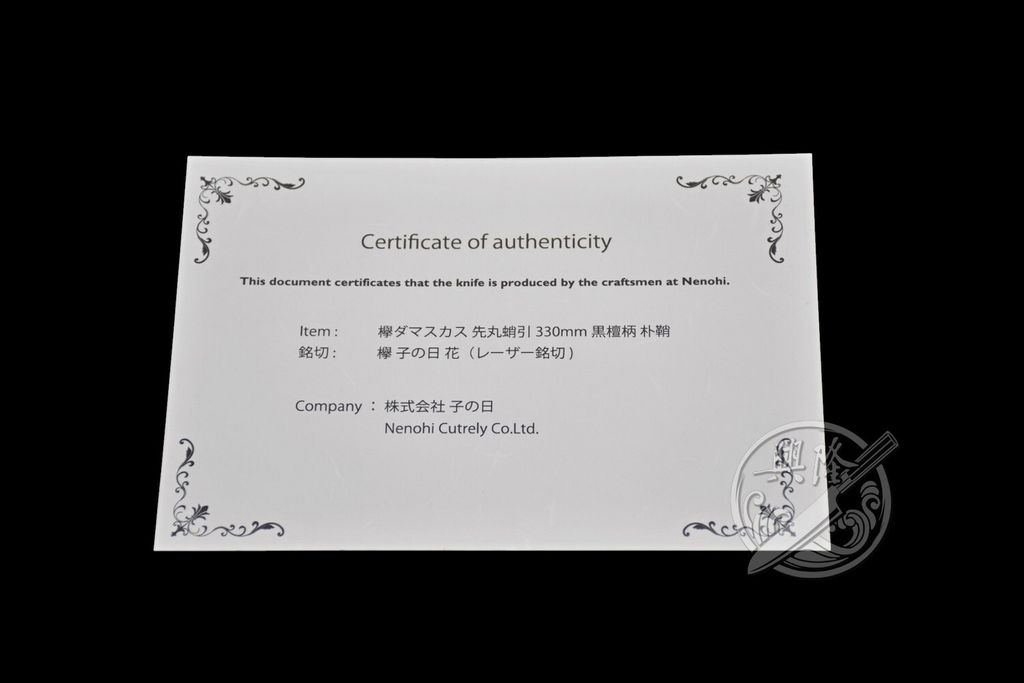 Certificate of authenticity
This document certificates that the knife is produced by the craftsmen at Nenohi.
Item : 欅ダマスカス 先丸蛸引 330mm 黒檀柄 朴鞘
銘切 : 欅 子の日 花（レーザー銘切 )
Company : 株式会社 子の日
Nenohi Cutrely Co.Ltd.
興隆